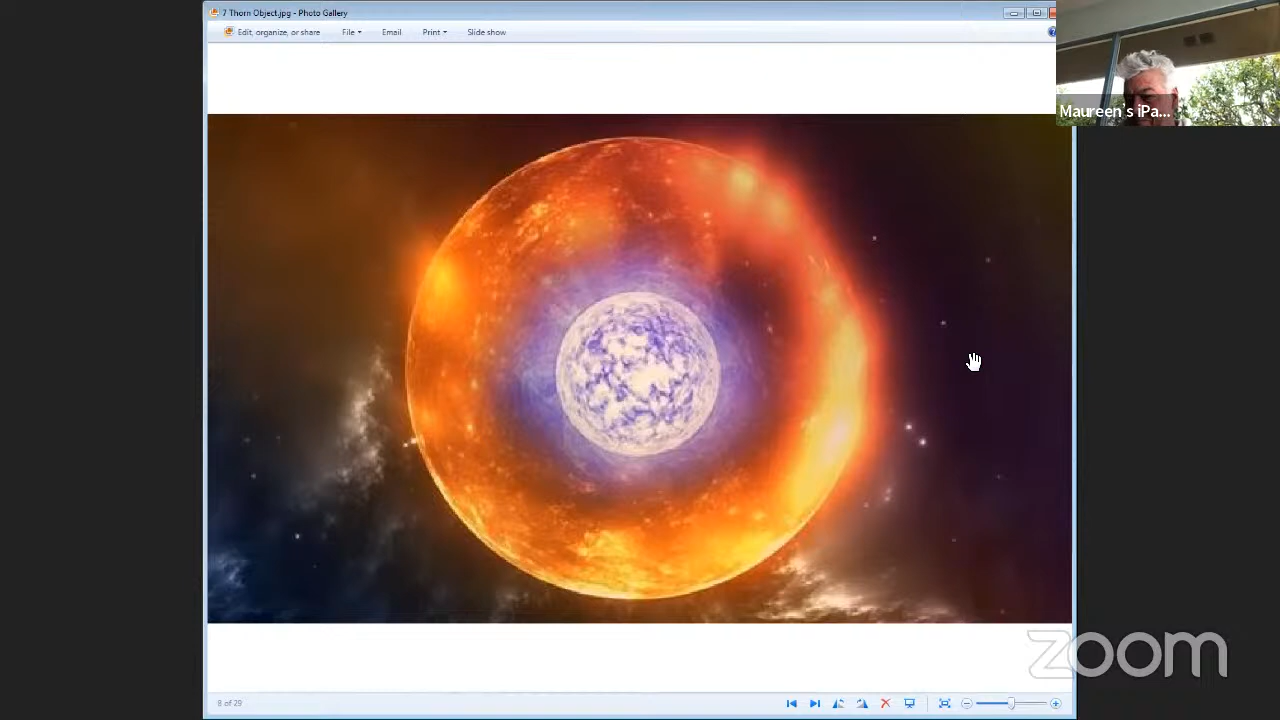 7 Thorn Object.jpg - Photo Gallery
Edit, organize, or share File Email Print Slide show
Maureen's iPa...
zoom
8 of 29